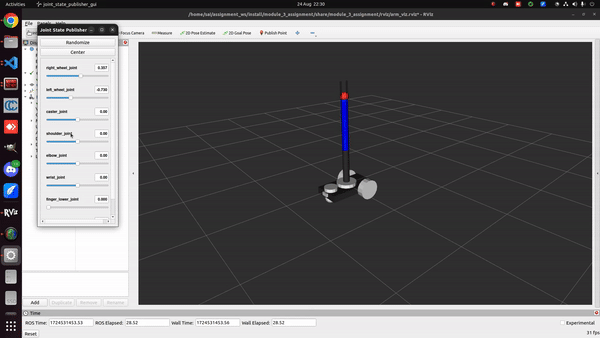 Activities
joint_state_publisher_gui
24 Aug 22:30
/home/sai/assignment_ws/install/module_3_assignment/share/module_3_assignment/rviz/arm_viz.rviz* - RViz
File Panels Help
Joint State Publisher
Focus Camera
Measure
2D Pose Estimate
2D Goal Pose
Publish Point
Randomize
Center
right_wheel_joint
0.307
left_wheel_joint
-0.730
caster_joint
0.00
shoulder_joint
0.00
elbow_joint
0.00
wrist_joint
0.00
finger_lower_joint
0.000
RViz
Add
Duplicate
Remove
Rename
Time
ROS Time: 1724531453.53
ROS Elapsed: 28.52
Wall Time: 1724531453.56
Wall Elapsed: 28.52
Experimental
Reset
31 fps